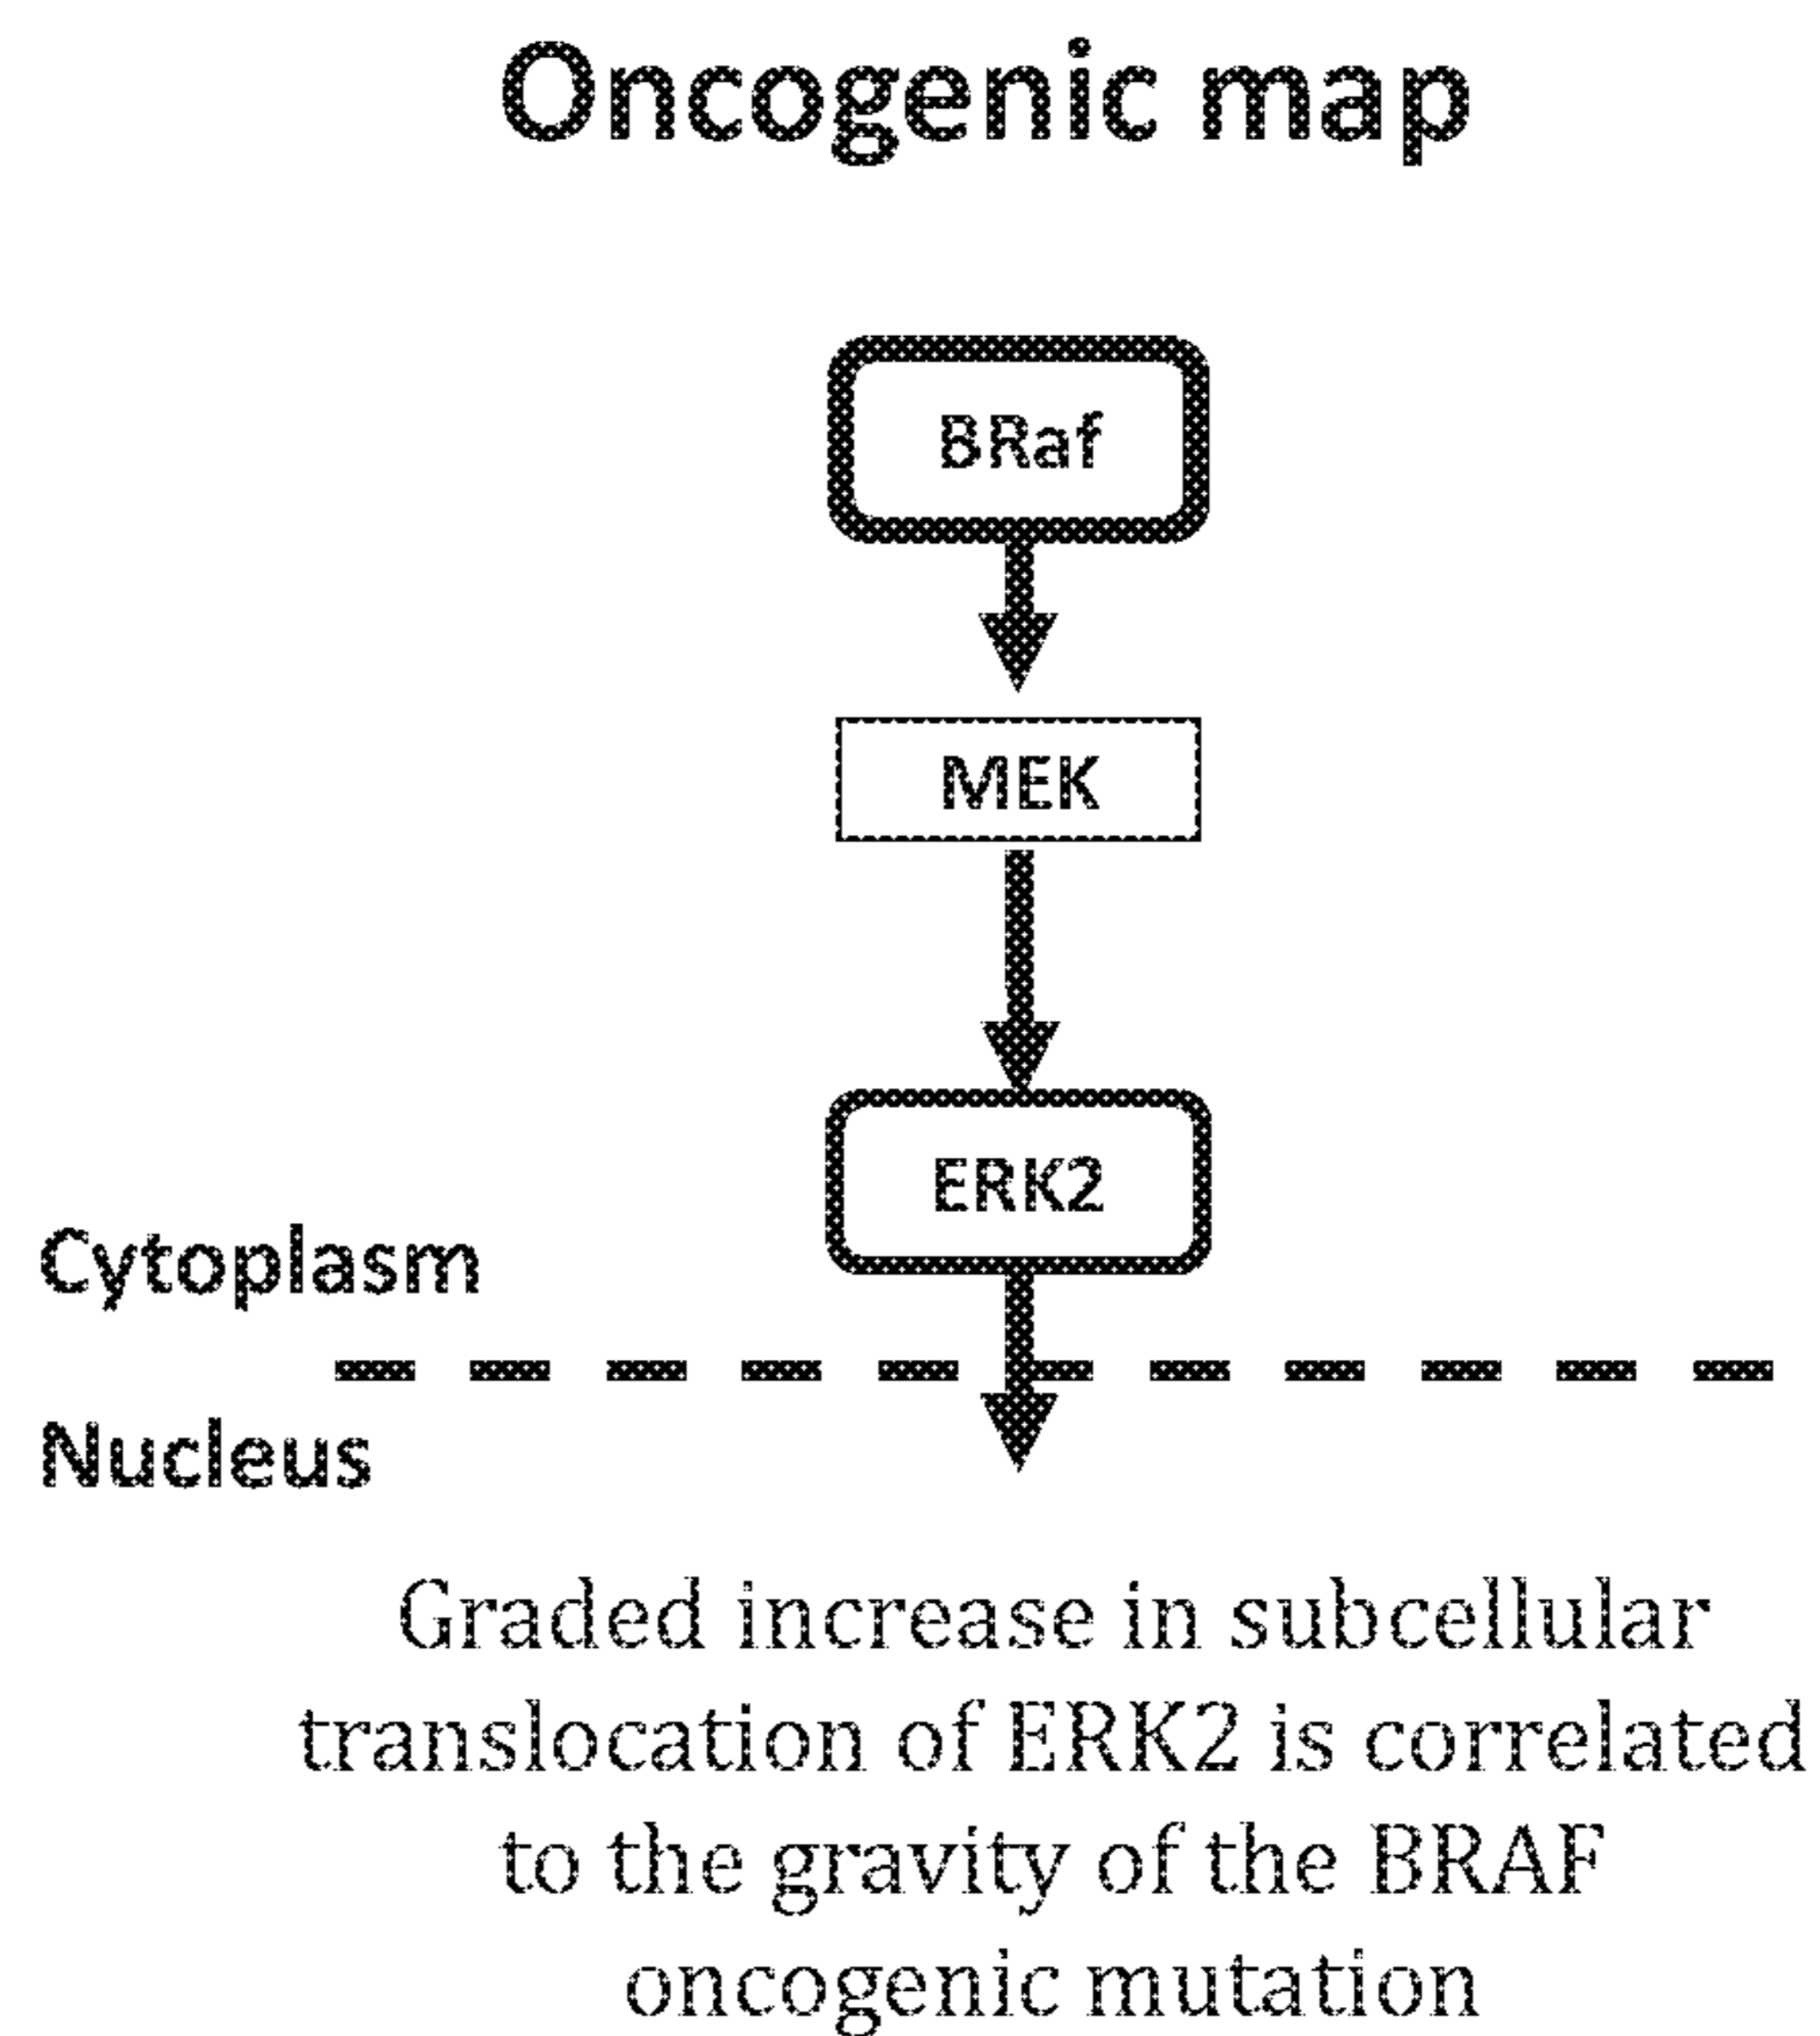 Oncogenic map
BRaf
MEK
ERK2
Cytoplasm
Nucleus
Graded increase in subcellular
translocation of ERK2 is correlated
to the gravity of the BRAF
oncogenic mutation